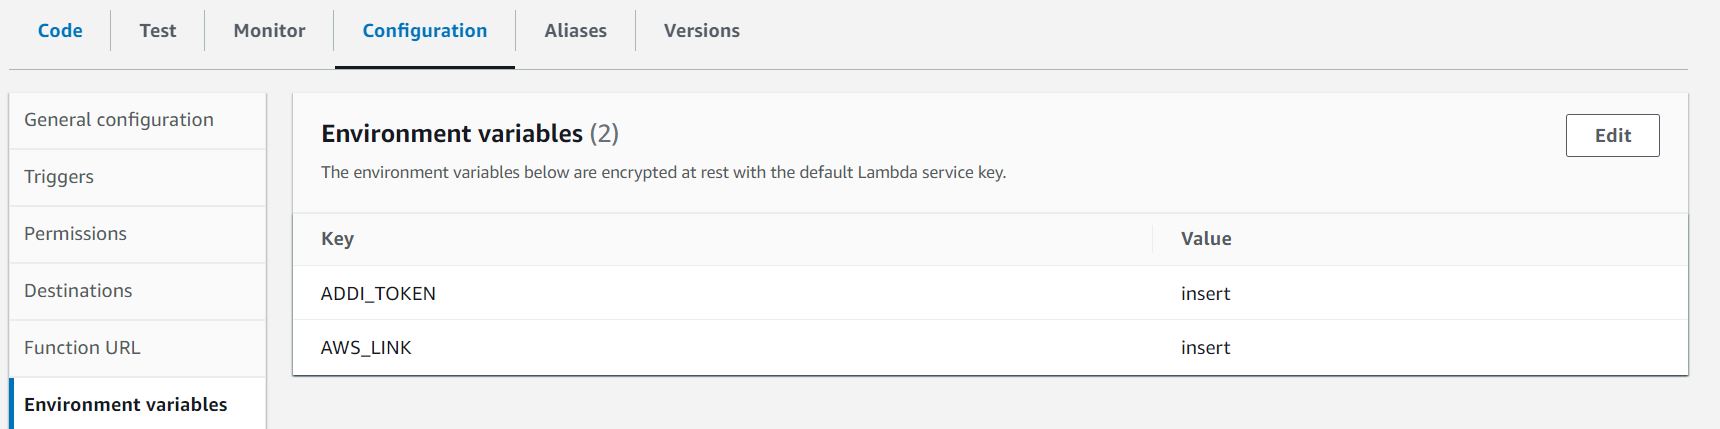 Code Test Monitor Configuration Aliases Versions
General configuration
Triggers
Permissions
Destinations
Function URL
Environment variables
Environment variables (2)
Edit
The environment variables below are encrypted at rest with the default Lambda service key.
Key Value
ADDI_TOKEN insert
AWS_LINK insert